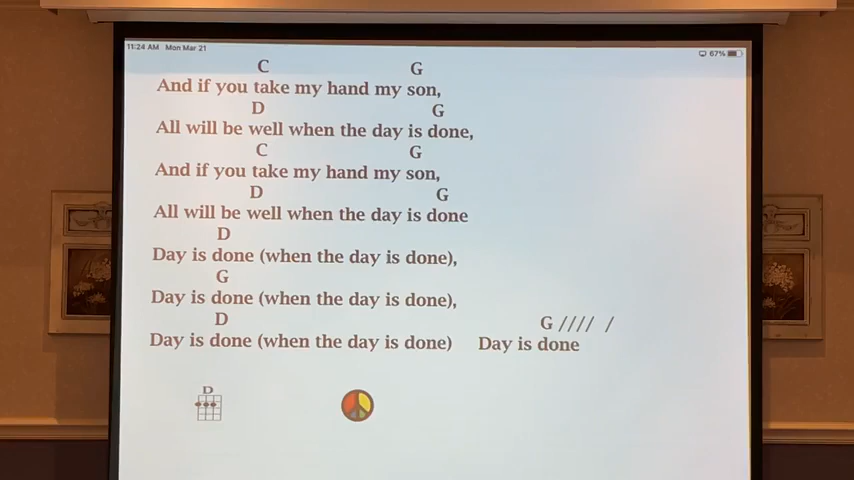 11:24 AM Mon Mar 21
67%
C G
And if you take my hand my son,
D G
All will be well when the day is done,
C G
And if you take my hand my son,
D G
All will be well when the day is done
D
Day is done (when the day is done),
G
Day is done (when the day is done),
D G //// /
Day is done (when the day is done) Day is done
D